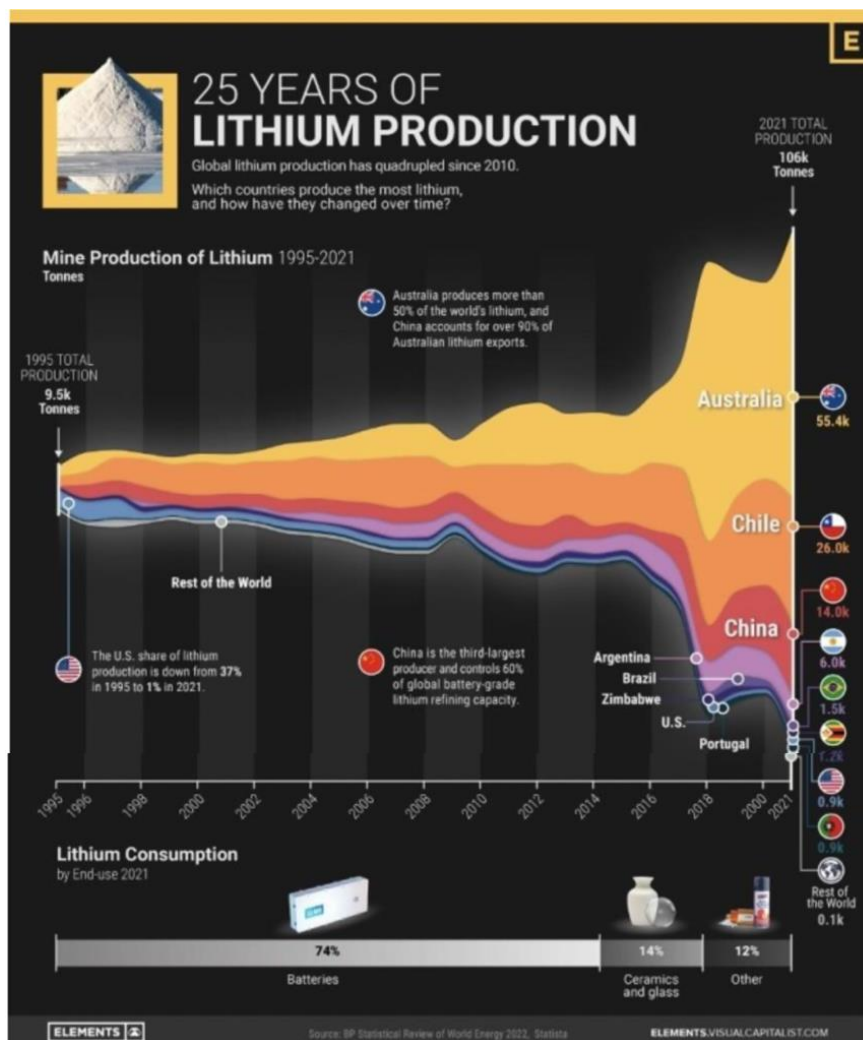 E
25 YEARS OF
LITHIUM PRODUCTION
Global lithium production has quadrupled since 2010.
Which countries produce the most lithium,
and how have they changed over time?
2021 TOTAL
PRODUCTION
106k
Tonnes
Mine Production of Lithium 1995-2021
Tonnes
Australia produces more than
50% of the world's lithium, and
China accounts for over 90% of
Australian lithium exports.
1995 TOTAL
PRODUCTION
9.5k
Tonnes
Australia
55.4k
Chile
26.0k
Rest of the World
China
14.0k
The U.S. share of lithium
production is down from 37%
in 1995 to 1% in 2021.
China is the third-largest
producer and controls 60%
of global battery-grade
lithium refining capacity.
Argentina
Brazil
Zimbabwe
U.S.
Portugal
6.0k
1.5k
1.2k
0.9k
0.9k
Rest of
the World
0.1k
1995 1996 1998 2000 2002 2004 2006 2008 2010 2012 2014 2016 2018 2000 2021
Lithium Consumption
by End-use 2021
74% 14% 12%
Batteries
Ceramics
and glass
Other
ELEMENTS
Source: BP Statistical Review of World Energy 2022, Statista
ELEMENTS.VISUALCAPITALIST.COM